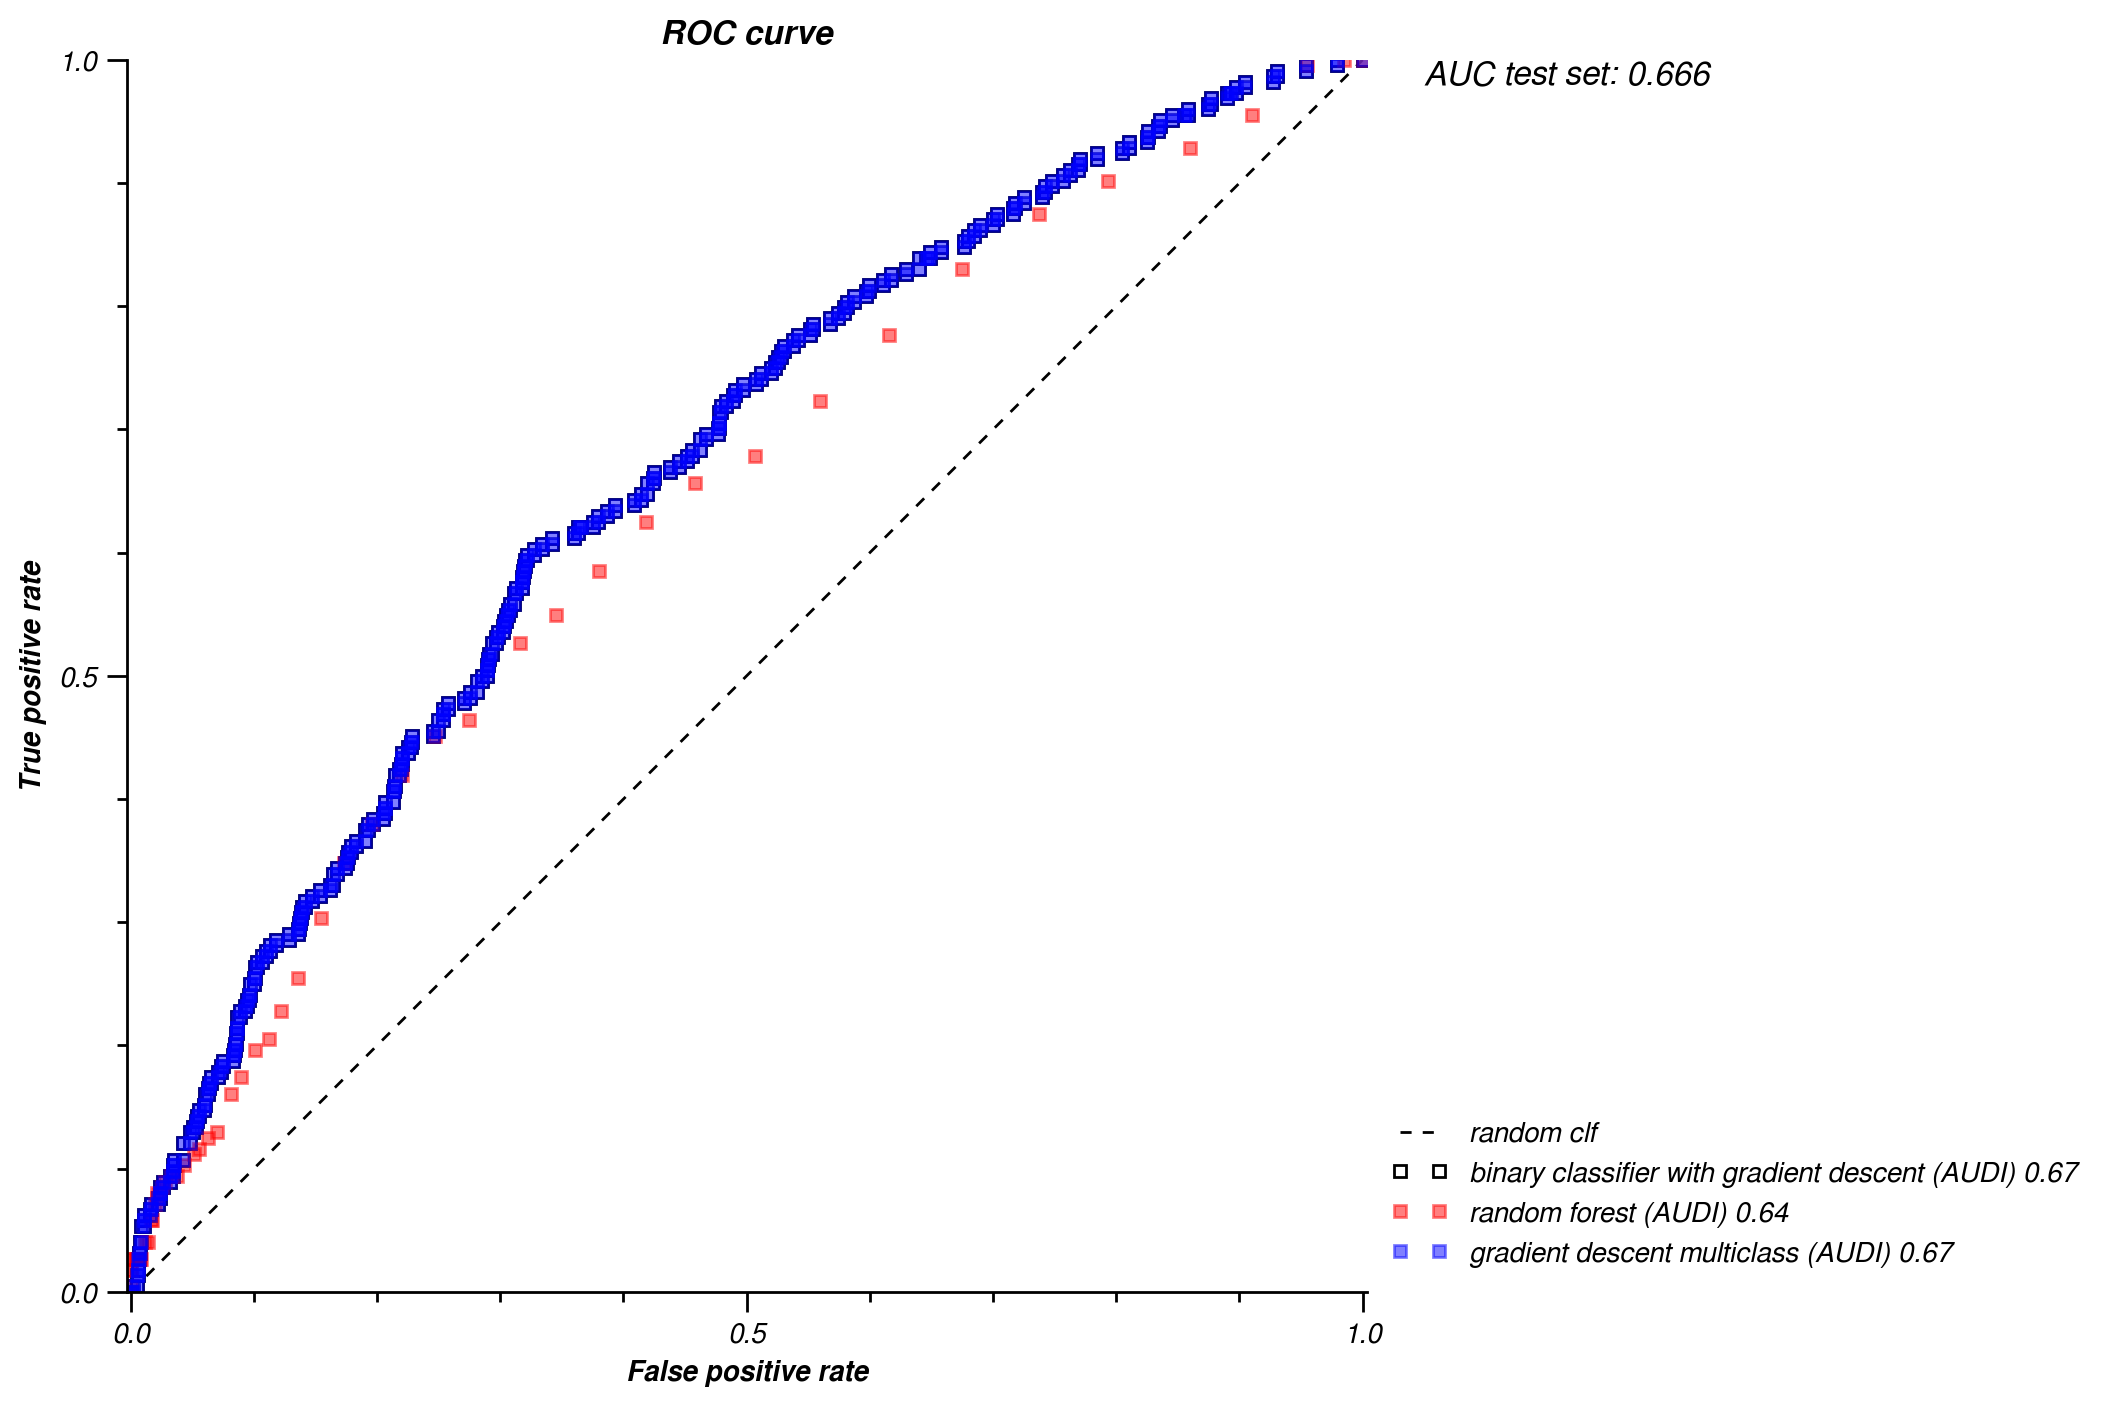 ROC curve
AUC test set: 0.666
1.0
0.5
0.0
True positive rate
0.0 0.5 1.0
False positive rate
random clf
binary classifier with gradient descent (AUDI) 0.67
random forest (AUDI) 0.64
gradient descent multiclass (AUDI) 0.67